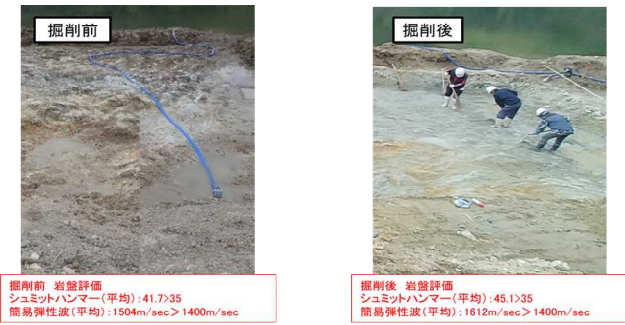 掘削前
掘削後
掘削前 岩盤評価
シュミットハンマー(平均):41.7>35
簡易弾性波(平均):1504m/sec>1400m/sec
掘削後 岩盤評価
シュミットハンマー(平均):45.1>35
簡易弾性波(平均):1612m/sec>1400m/sec